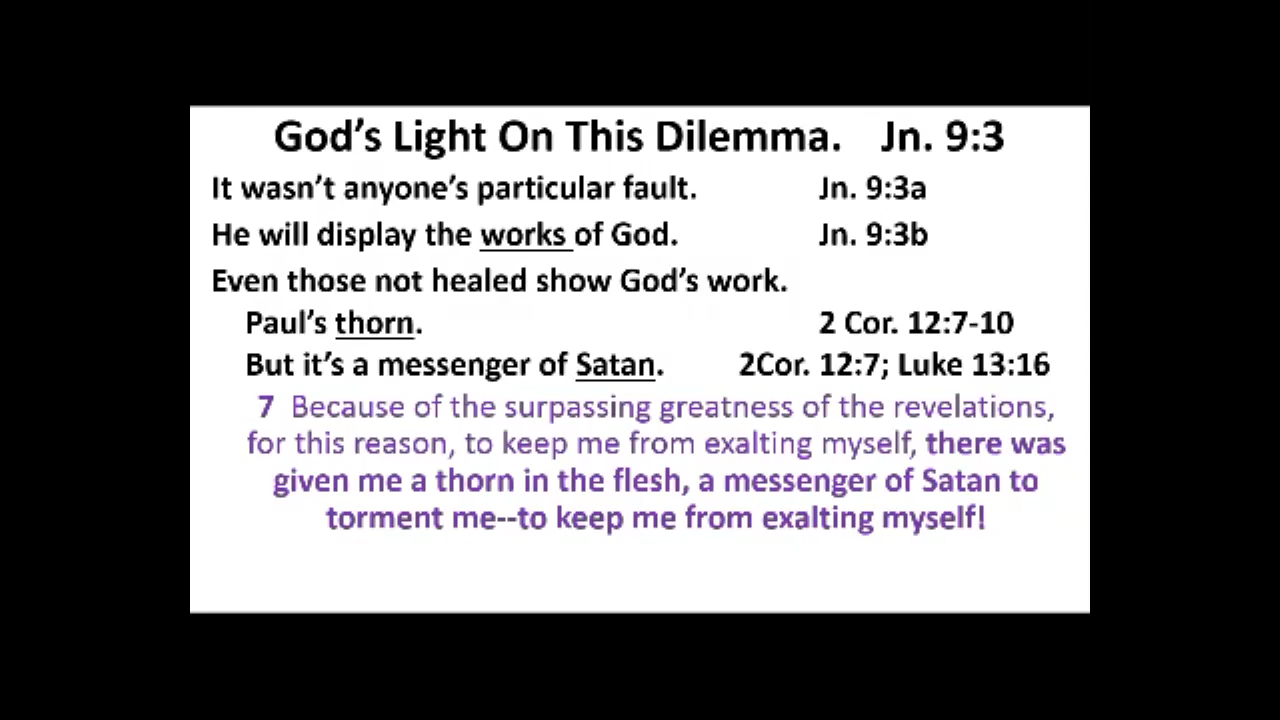 God's Light On This Dilemma. Jn. 9:3
It wasn't anyone's particular fault. Jn. 9:3a
He will display the works of God. Jn. 9:3b
Even those not healed show God's work.
Paul's thorn. 2 Cor. 12:7-10
But it's a messenger of Satan. 2Cor. 12:7; Luke 13:16
7 Because of the surpassing greatness of the revelations,
for this reason, to keep me from exalting myself, there was
given me a thorn in the flesh, a messenger of Satan to
torment me--to keep me from exalting myself!